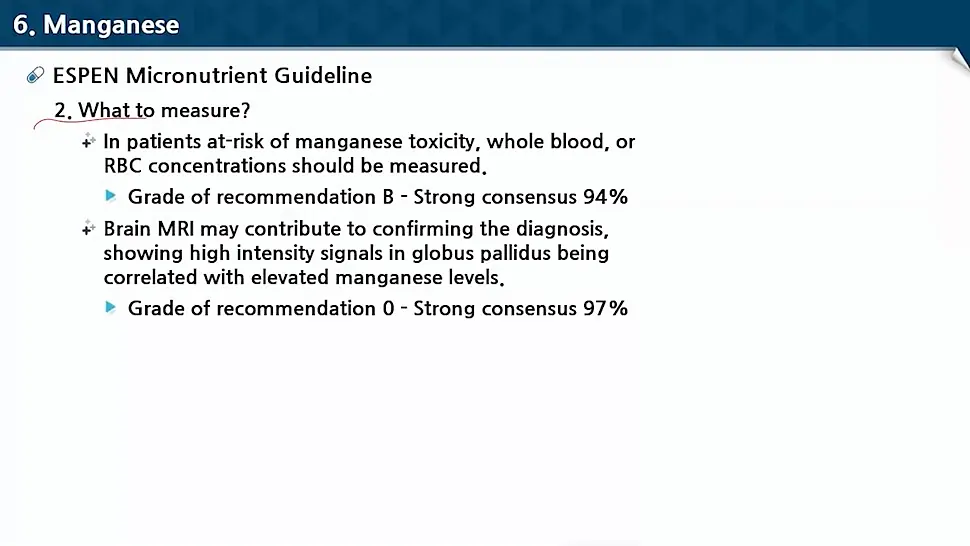 6. Manganese
ESPEN Micronutrient Guideline
2. What to measure?
In patients at-risk of manganese toxicity, whole blood, or
RBC concentrations should be measured.
Grade of recommendation B - Strong consensus 94%
Brain MRI may contribute to confirming the diagnosis,
showing high intensity signals in globus pallidus being
correlated with elevated manganese levels.
Grade of recommendation 0 - Strong consensus 97%